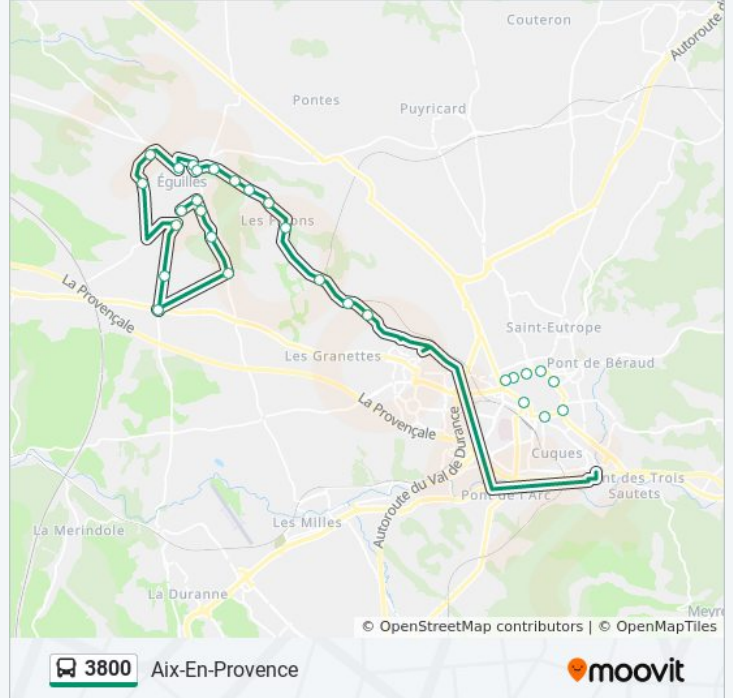 Couteron
Autoroute d
Pontes
Puyricard
Éguilles
Les F
ons
La Provençale
Saint-Eutrope
Les Granettes
Pont de Béraud
La Provençale
Autoroute du Val de Durance
Cuques
Pont de l'Arc
nt des Trois
Sautets
Les Milles
La Merindole
La Duranne
Meyre
© OpenStreetMap contributors | © OpenMapTiles
3800 Aix-En-Provence
moovit